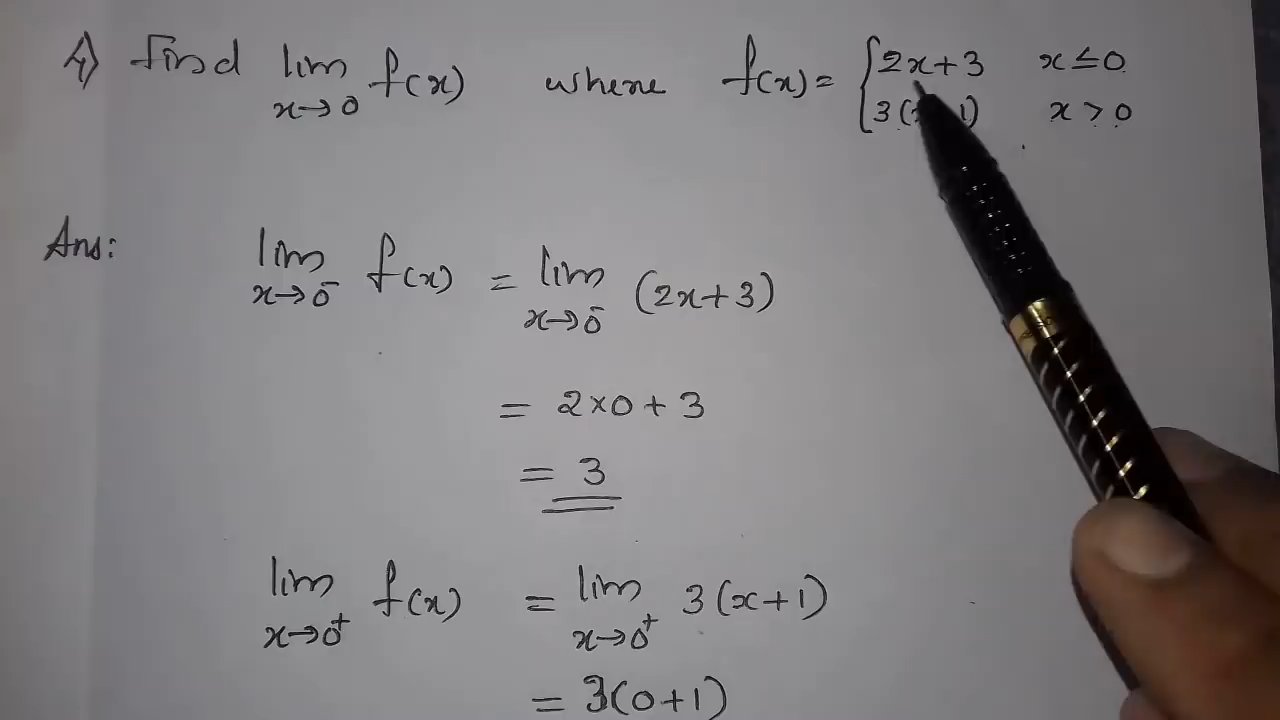 4) Find lim x→0 f(x) where f(x) = { 2x+3 x≤0
3( 1) x>0
Ans: lim x→0⁻ f(x) = lim x→0⁻ (2x+3)
= 2×0+3
= 3
lim x→0⁺ f(x) = lim x→0⁺ 3(x+1)
= 3(0+1)